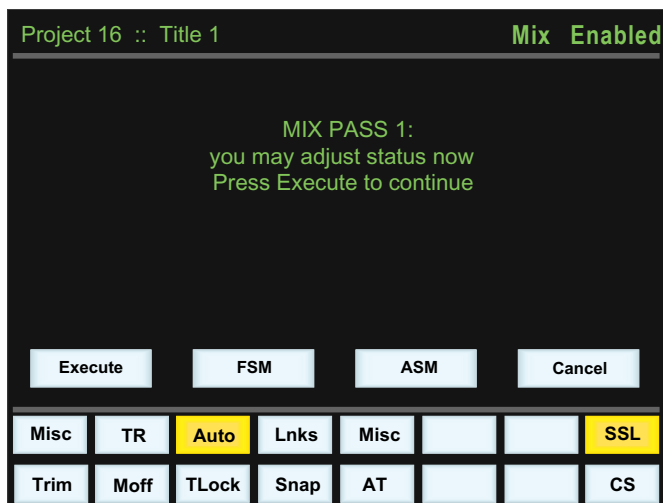 Project 16 :: Title 1 Mix Enabled
MIX PASS 1:
you may adjust status now
Press Execute to continue
Execute FSM ASM Cancel
Misc TR Auto Lnks Misc SSL
Trim Moff TLock Snap AT CS